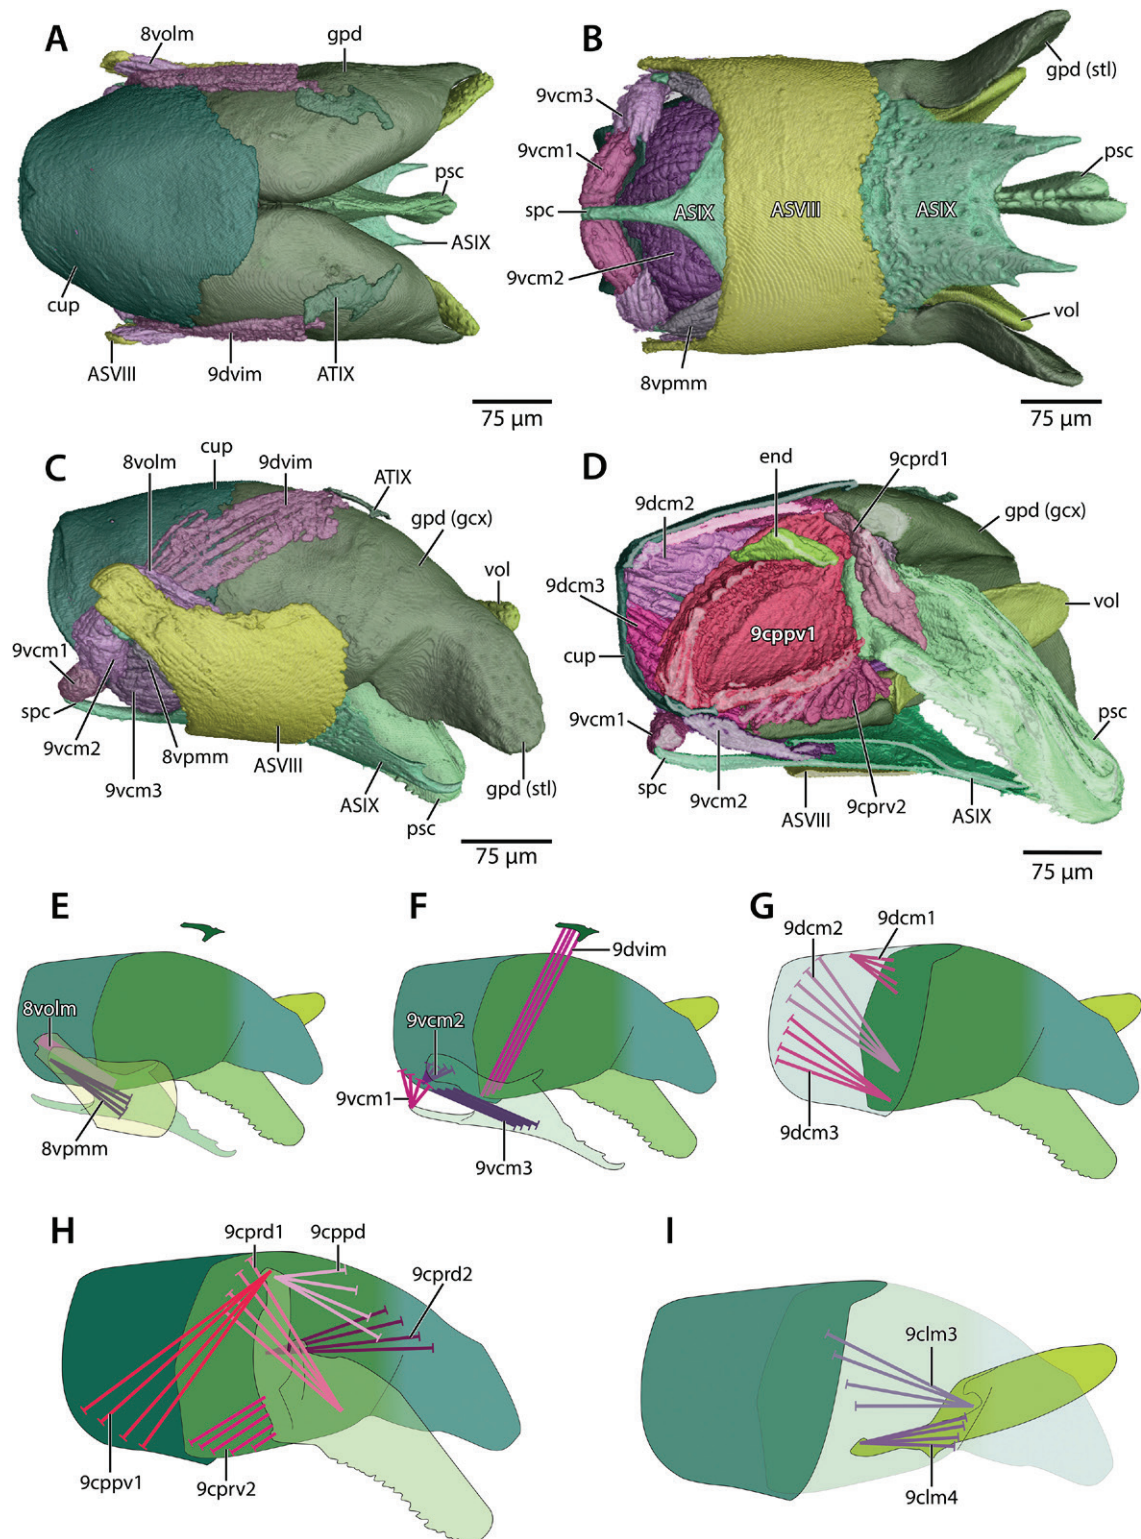 A
8volm
gpd
psc
ASIX
cup
ASVIII
9dvim
ATIX
75 µm
B
gpd (stl)
9vcm3
9vcm1
psc
spc
ASIX
ASVIII
ASIX
9vcm2
vol
8vpmm
75 µm
C
cup
8volm
9dvim
ATIX
gpd (gcx)
vol
9vcm1
spc
9vcm2
8vpmm
9vcm3
ASVIII
ASIX
psc
gpd (stl)
75 µm
D
end
9cprd1
9dcm2
gpd (gcx)
9dcm3
vol
9cppv1
cup
9vcm1
psc
spc
9vcm2
ASVIII
9cprv2
ASIX
75 µm
E
8volm
8vpmm
F
9dvim
9vcm2
9vcm1
9vcm3
G
9dcm2
9dcm1
9dcm3
H
9cprd1
9cppd
9cprd2
9cppv1
9cprv2
I
9clm3
9clm4